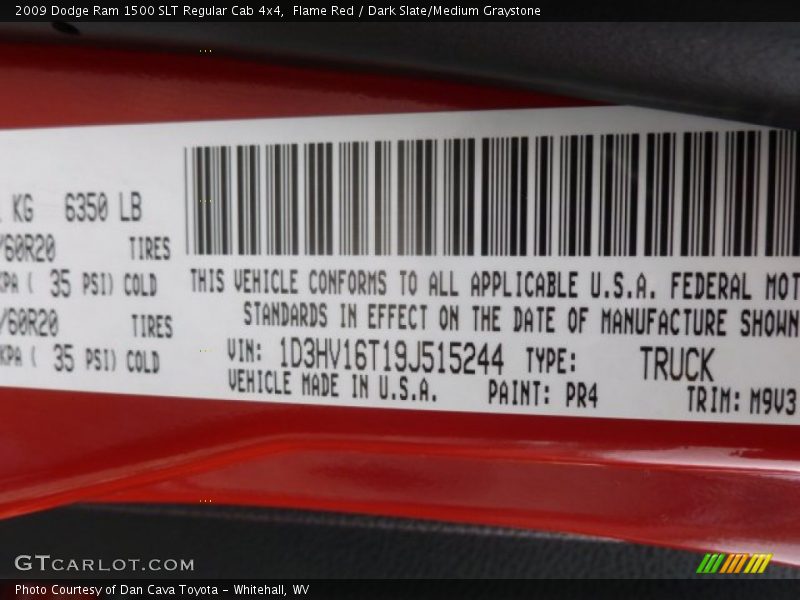 2009 Dodge Ram 1500 SLT Regular Cab 4x4, Flame Red / Dark Slate/Medium Graystone
KG 6350 LB
/60R20 TIRES
KPA ( 35 PSI) COLD
/60R20 TIRES
KPA ( 35 PSI) COLD
THIS VEHICLE CONFORMS TO ALL APPLICABLE U.S.A. FEDERAL MOT
STANDARDS IN EFFECT ON THE DATE OF MANUFACTURE SHOWN
VIN: 1D3HV16T19J515244 TYPE: TRUCK
VEHICLE MADE IN U.S.A. PAINT: PR4 TRIM: M9V3
GTCARLOT.COM
Photo Courtesy of Dan Cava Toyota - Whitehall, WV